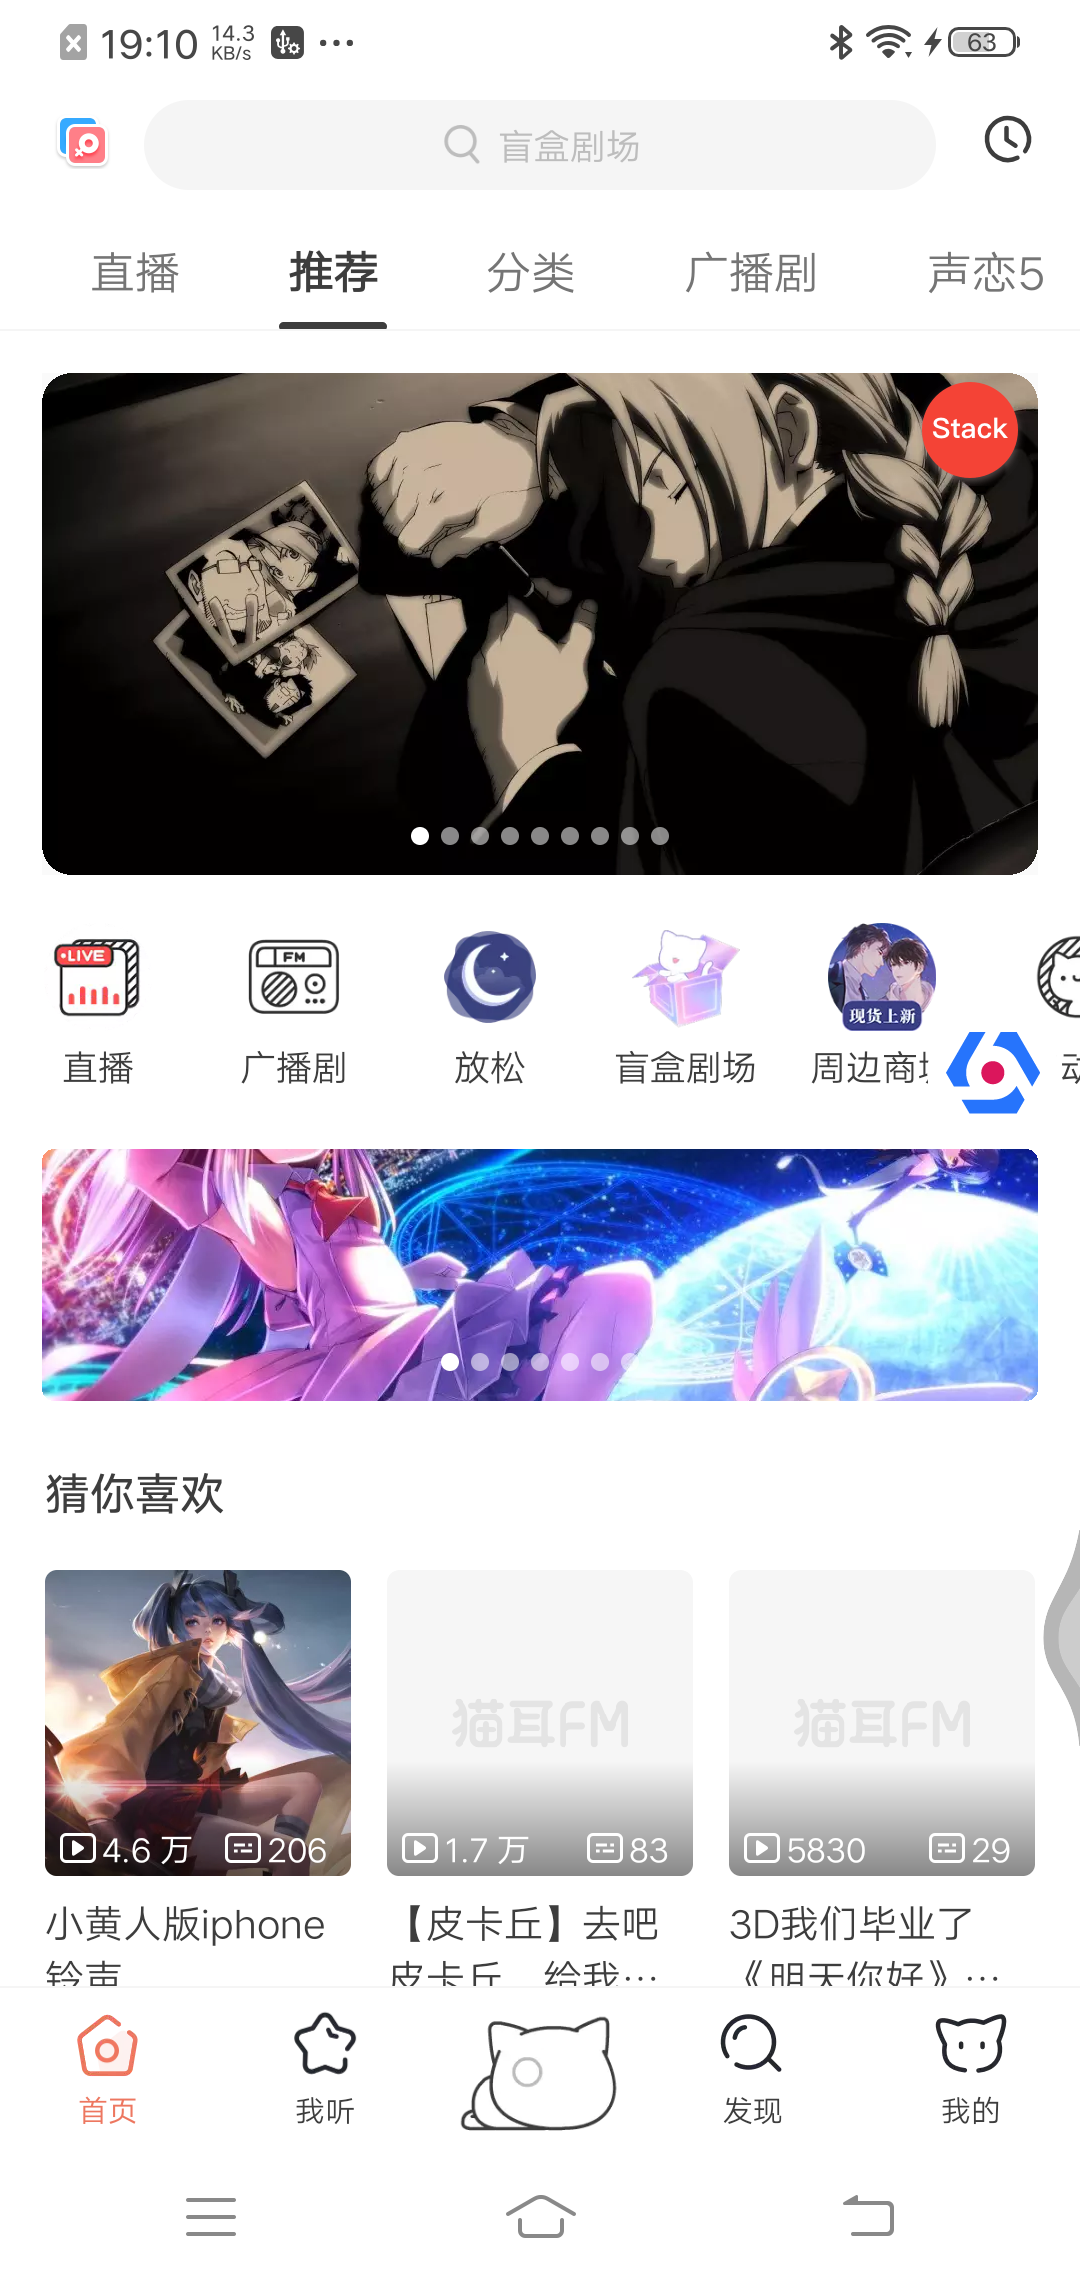 19:10 14.3 KB/s 63
盲盒剧场
直播 推荐 分类 广播剧 声恋5
Stack
LIVE
FM
现货上新
直播 广播剧 放松 盲盒剧场 周边商
猜你喜欢
猫耳FM 猫耳FM
4.6 万 206 1.7 万 83 5830 29
小黄人版iphone 【皮卡丘】去吧 3D我们毕业了
铃声 皮卡丘，给我… 《明天你好》…
首页 我听 发现 我的